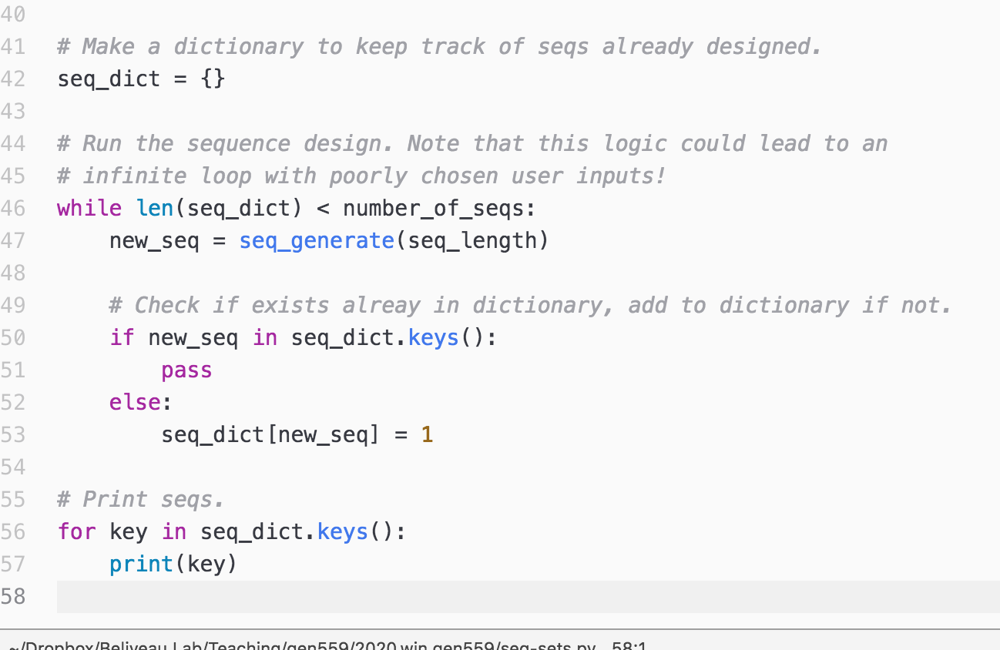 40
41 # Make a dictionary to keep track of seqs already designed.
42 seq_dict = {}
43
44 # Run the sequence design. Note that this logic could lead to an
45 # infinite loop with poorly chosen user inputs!
46 while len(seq_dict) < number_of_seqs:
47     new_seq = seq_generate(seq_length)
48
49     # Check if exists alreay in dictionary, add to dictionary if not.
50     if new_seq in seq_dict.keys():
51         pass
52     else:
53         seq_dict[new_seq] = 1
54
55 # Print seqs.
56 for key in seq_dict.keys():
57     print(key)
58
~/Dropbox/Beliveau Lab/Teaching/gen559/2020.win.gen559/seq-sets.py 58:1